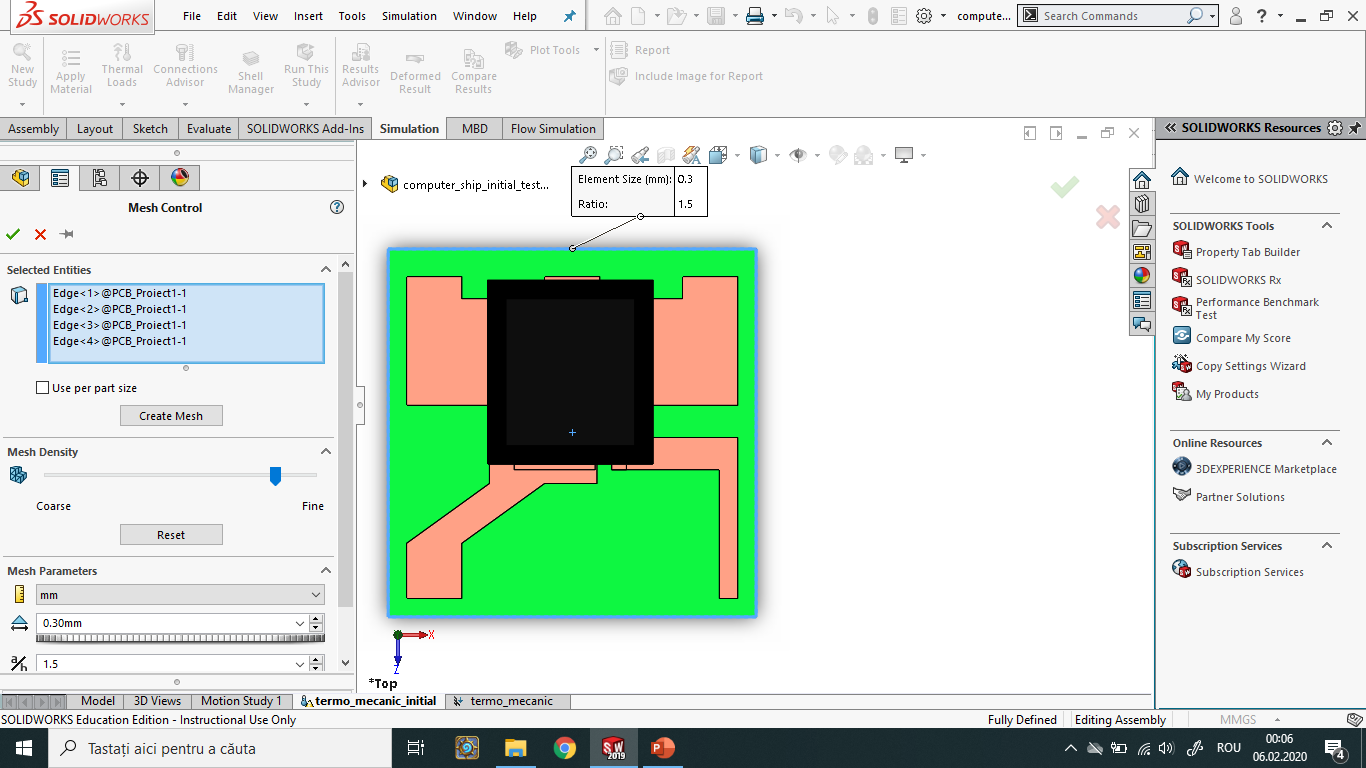 SOLIDWORKS
File Edit View Insert Tools Simulation Window Help
compute...
Search Commands
New Study
Apply Material
Thermal Loads
Connections Advisor
Shell Manager
Run This Study
Results Advisor
Deformed Result
Compare Results
Plot Tools
Report
Include Image for Report
Assembly Layout Sketch Evaluate SOLIDWORKS Add-Ins Simulation MBD Flow Simulation
Mesh Control
Selected Entities
Edge<1>@PCB_Proiect1-1
Edge<2>@PCB_Proiect1-1
Edge<3>@PCB_Proiect1-1
Edge<4>@PCB_Proiect1-1
Use per part size
Create Mesh
Mesh Density
Coarse Fine
Reset
Mesh Parameters
mm
0.30mm
a/h 1.5
computer_ship_initial_test...
Element Size (mm): 0.3
Ratio: 1.5
X
Z
*Top
SOLIDWORKS Resources
Welcome to SOLIDWORKS
SOLIDWORKS Tools
Property Tab Builder
SOLIDWORKS Rx
Performance Benchmark
Test
Compare My Score
Copy Settings Wizard
My Products
Online Resources
3DEXPERIENCE Marketplace
Partner Solutions
Subscription Services
Subscription Services
Model 3D Views Motion Study 1 termo_mecanic_initial termo_mecanic
SOLIDWORKS Education Edition - Instructional Use Only
Fully Defined Editing Assembly MMGS
Tastați aici pentru a căuta
SW 2019
P
ROU
00:06
06.02.2020
4